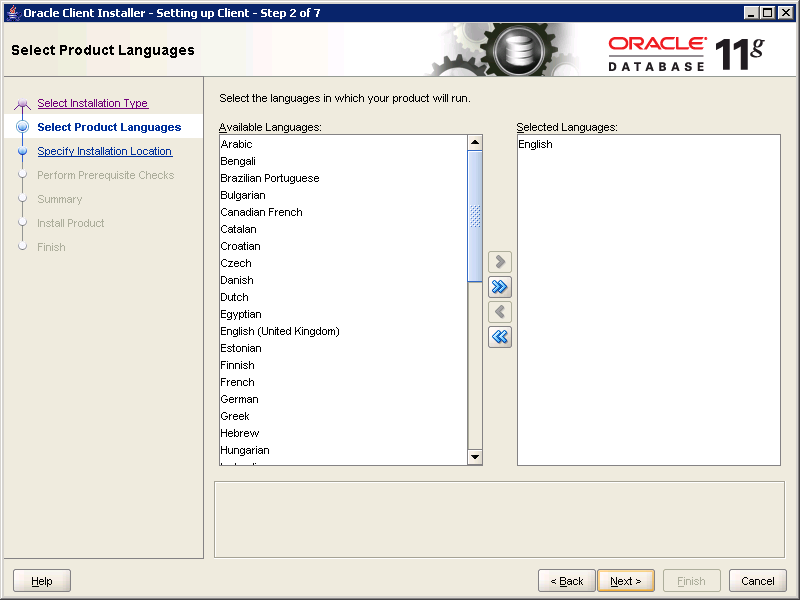 Oracle Client Installer - Setting up Client - Step 2 of 7
Select Product Languages
ORACLE
DATABASE 11g
Select Installation Type
Select Product Languages
Specify Installation Location
Perform Prerequisite Checks
Summary
Install Product
Finish
Select the languages in which your product will run.
Available Languages:
Arabic
Bengali
Brazilian Portuguese
Bulgarian
Canadian French
Catalan
Croatian
Czech
Danish
Dutch
Egyptian
English (United Kingdom)
Estonian
Finnish
French
German
Greek
Hebrew
Hungarian
Selected Languages:
English
Help
< Back
Next >
Finish
Cancel